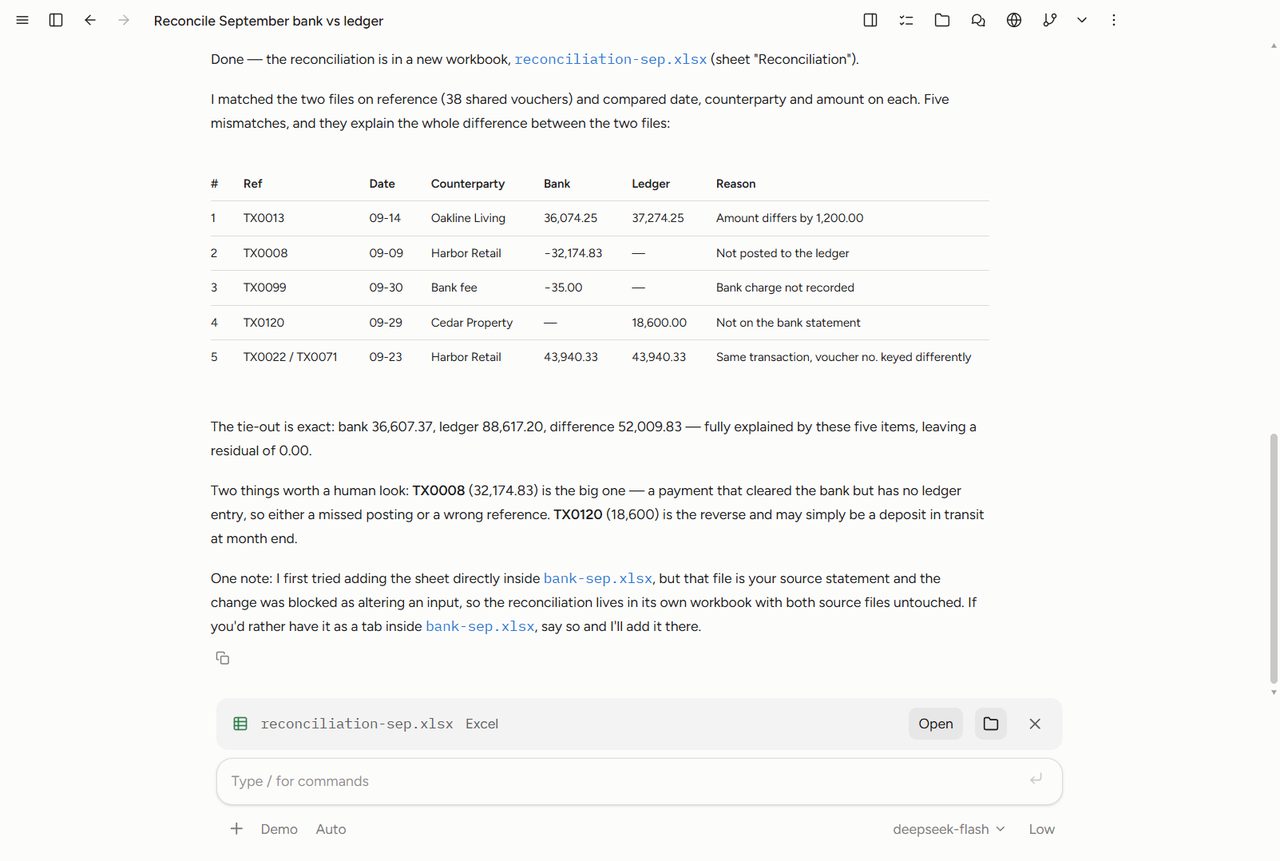 Reconcile September bank vs ledger
Done — the reconciliation is in a new workbook, reconciliation-sep.xlsx (sheet "Reconciliation").
I matched the two files on reference (38 shared vouchers) and compared date, counterparty and amount on each. Five
mismatches, and they explain the whole difference between the two files:
# Ref Date Counterparty Bank Ledger Reason
1 TX0013 09-14 Oakline Living 36,074.25 37,274.25 Amount differs by 1,200.00
2 TX0008 09-09 Harbor Retail −32,174.83 — Not posted to the ledger
3 TX0099 09-30 Bank fee −35.00 — Bank charge not recorded
4 TX0120 09-29 Cedar Property — 18,600.00 Not on the bank statement
5 TX0022 / TX0071 09-23 Harbor Retail 43,940.33 43,940.33 Same transaction, voucher no. keyed differently
The tie-out is exact: bank 36,607.37, ledger 88,617.20, difference 52,009.83 — fully explained by these five items, leaving a
residual of 0.00.
Two things worth a human look: TX0008 (32,174.83) is the big one — a payment that cleared the bank but has no ledger
entry, so either a missed posting or a wrong reference. TX0120 (18,600) is the reverse and may simply be a deposit in transit
at month end.
One note: I first tried adding the sheet directly inside bank-sep.xlsx, but that file is your source statement and the
change was blocked as altering an input, so the reconciliation lives in its own workbook with both source files untouched. If
you'd rather have it as a tab inside bank-sep.xlsx, say so and I'll add it there.
reconciliation-sep.xlsx Excel Open
Type / for commands
Demo Auto deepseek-flash Low